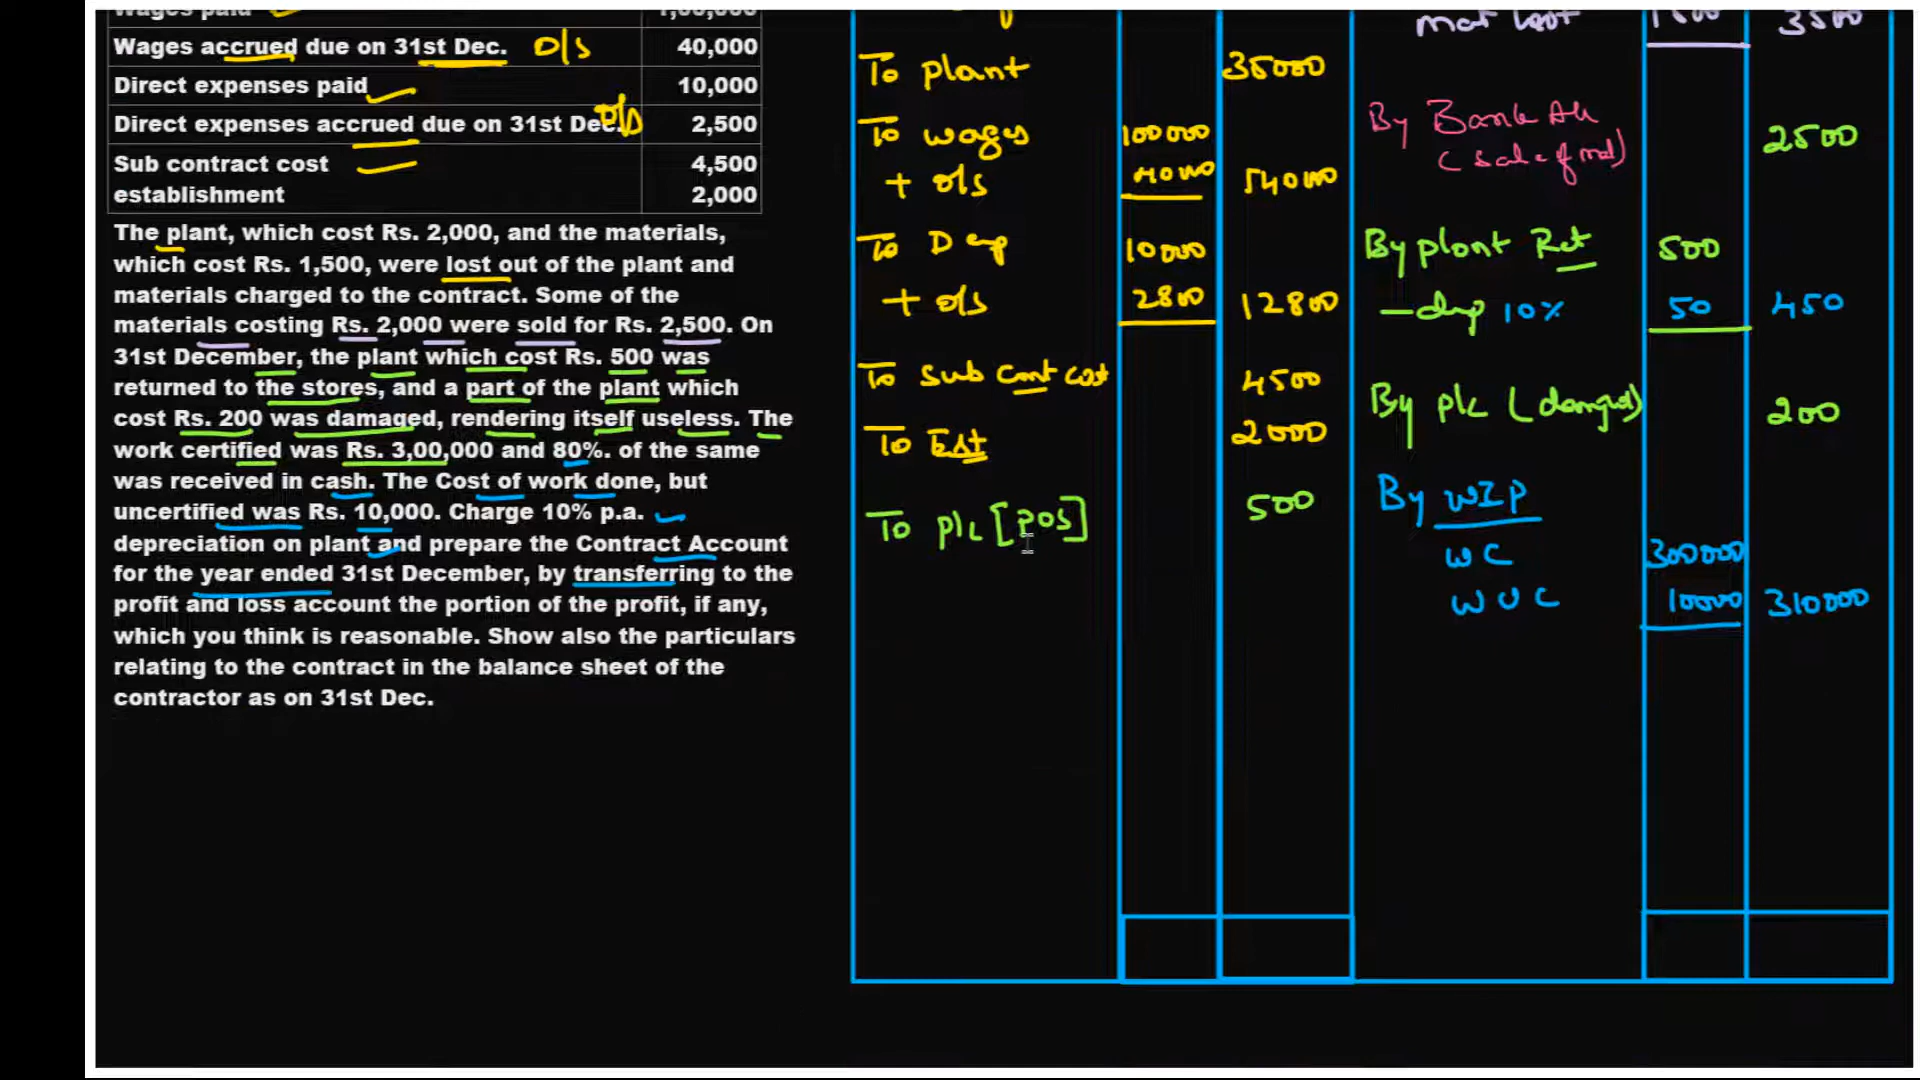 Wages paid 1,00,000
Wages accrued due on 31st Dec. o/s 40,000
Direct expenses paid 10,000
Direct expenses accrued due on 31st Dec. o/s 2,500
Sub contract cost 4,500
establishment 2,000
The plant, which cost Rs. 2,000, and the materials,
which cost Rs. 1,500, were lost out of the plant and
materials charged to the contract. Some of the
materials costing Rs. 2,000 were sold for Rs. 2,500. On
31st December, the plant which cost Rs. 500 was
returned to the stores, and a part of the plant which
cost Rs. 200 was damaged, rendering itself useless. The
work certified was Rs. 3,00,000 and 80%. of the same
was received in cash. The Cost of work done, but
uncertified was Rs. 10,000. Charge 10% p.a.
depreciation on plant and prepare the Contract Account
for the year ended 31st December, by transferring to the
profit and loss account the portion of the profit, if any,
which you think is reasonable. Show also the particulars
relating to the contract in the balance sheet of the
contractor as on 31st Dec.
To plant 35000
To wages 100000
+ o/s 54000
To Dexp 10000
+ o/s 2800 12800
To Sub Cont cost 4500
To Est 2000
To plc [POS] 500
mat lost 1500 3500
By Bank A/c 2500
(sale of mat)
By plant Ret 500
- dep 10% 50 450
By plc (damged) 200
By WIP
WC 300000
WUC 10000 310000